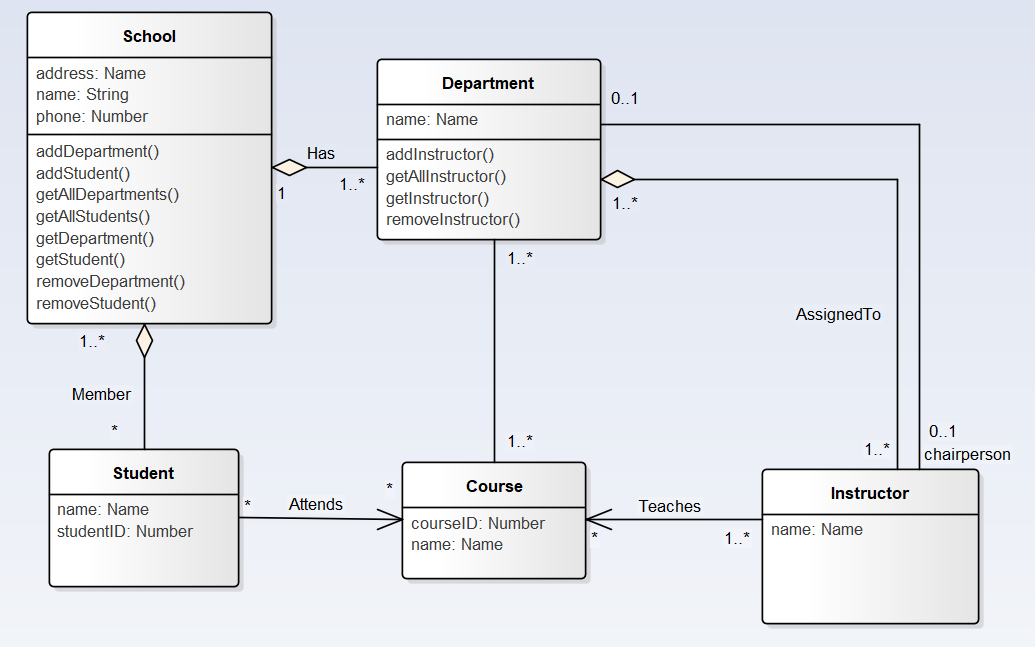 School
address: Name
name: String
phone: Number
addDepartment()
addStudent()
getAllDepartments()
getAllStudents()
getDepartment()
getStudent()
removeDepartment()
removeStudent()
Has
1
1..*
Department
name: Name
addInstructor()
getAllInstructor()
getInstructor()
removeInstructor()
0..1
1..*
1..*
AssignedTo
1..*
Member
*
1..*
1..*
0..1
chairperson
Student
name: Name
studentID: Number
*
Attends
*
Course
courseID: Number
name: Name
Teaches
*
1..*
Instructor
name: Name